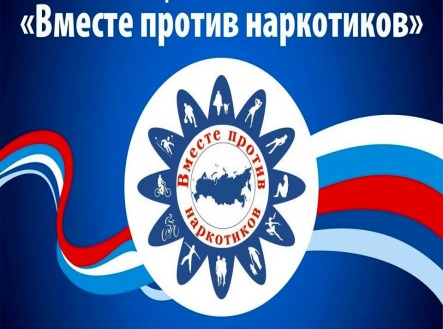 «Вместе против наркотиков»
Вместе против
наркотиков